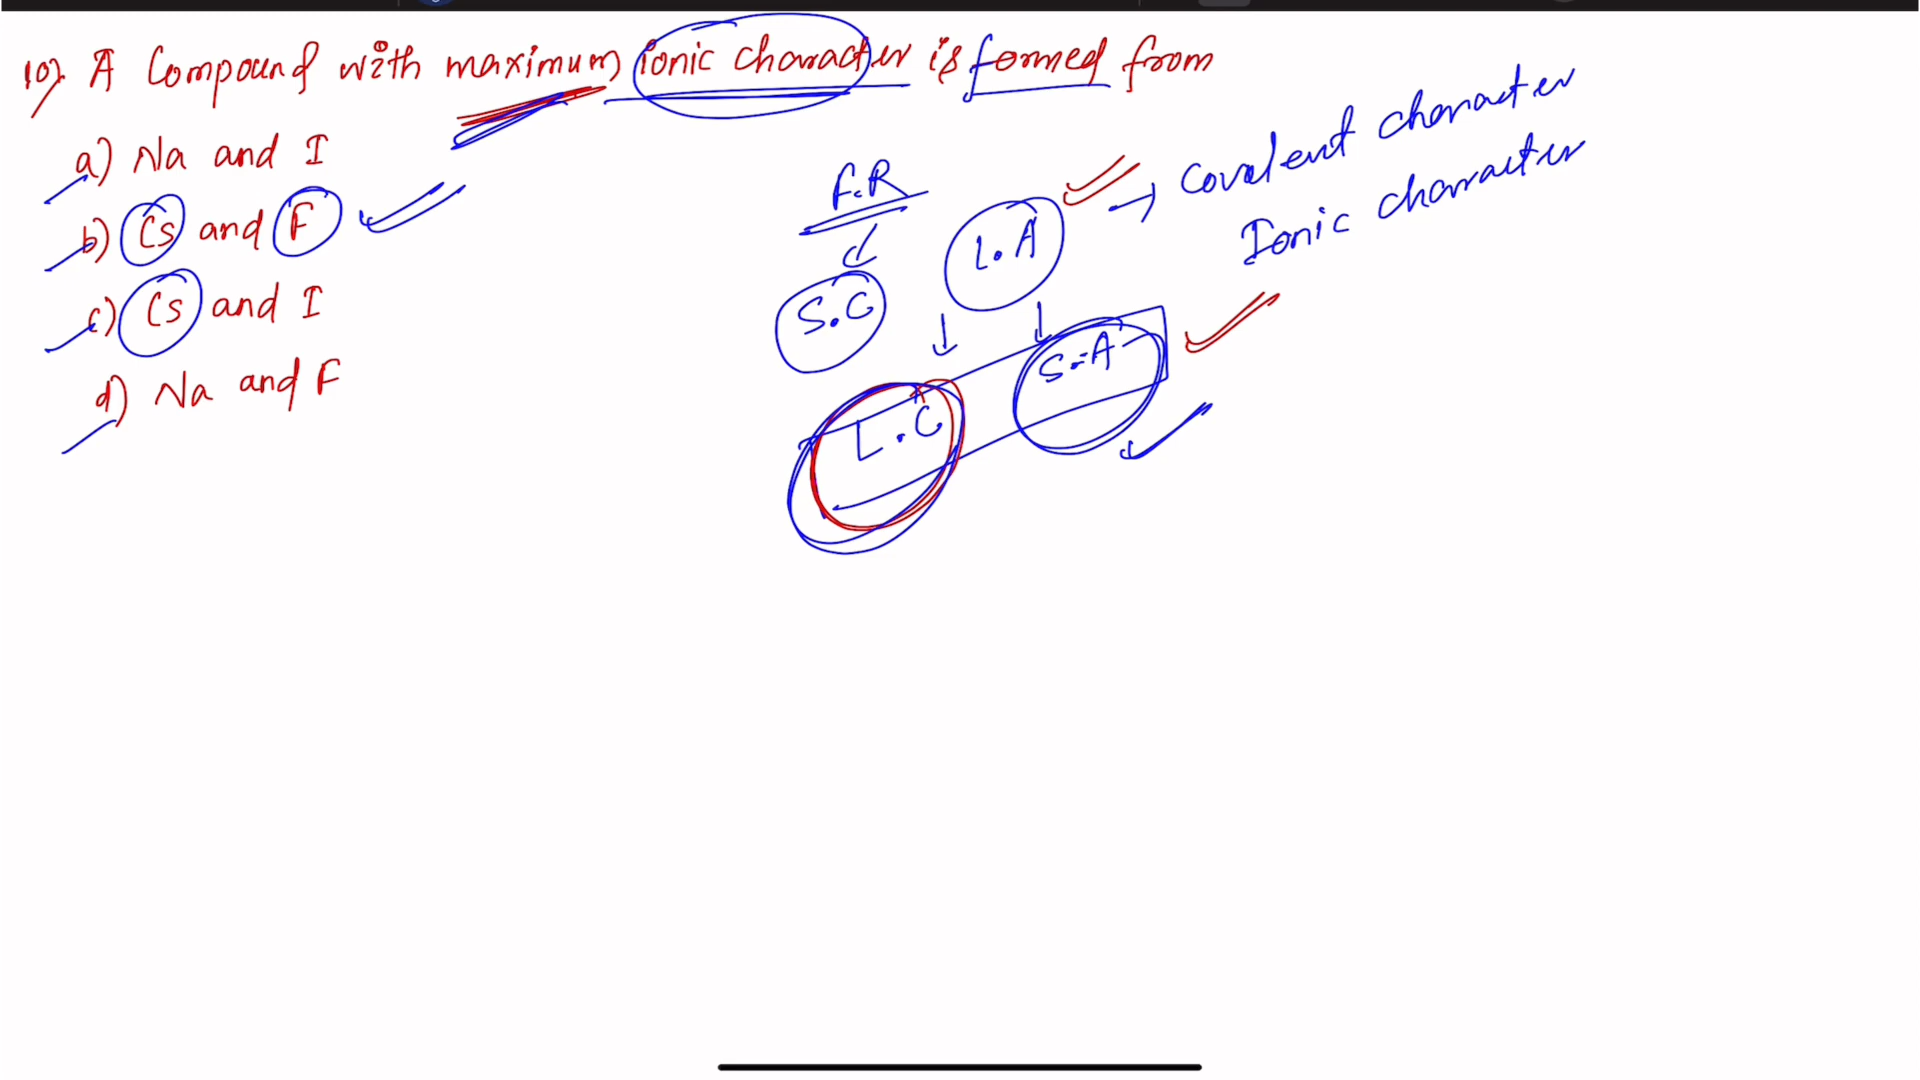 10) A Compound with maximum ionic character is formed from
a) Na and I
b) Cs and F
c) Cs and I
d) Na and F
F.R
L.A → Covalent character
Ionic character
S.C
S.A
L.C